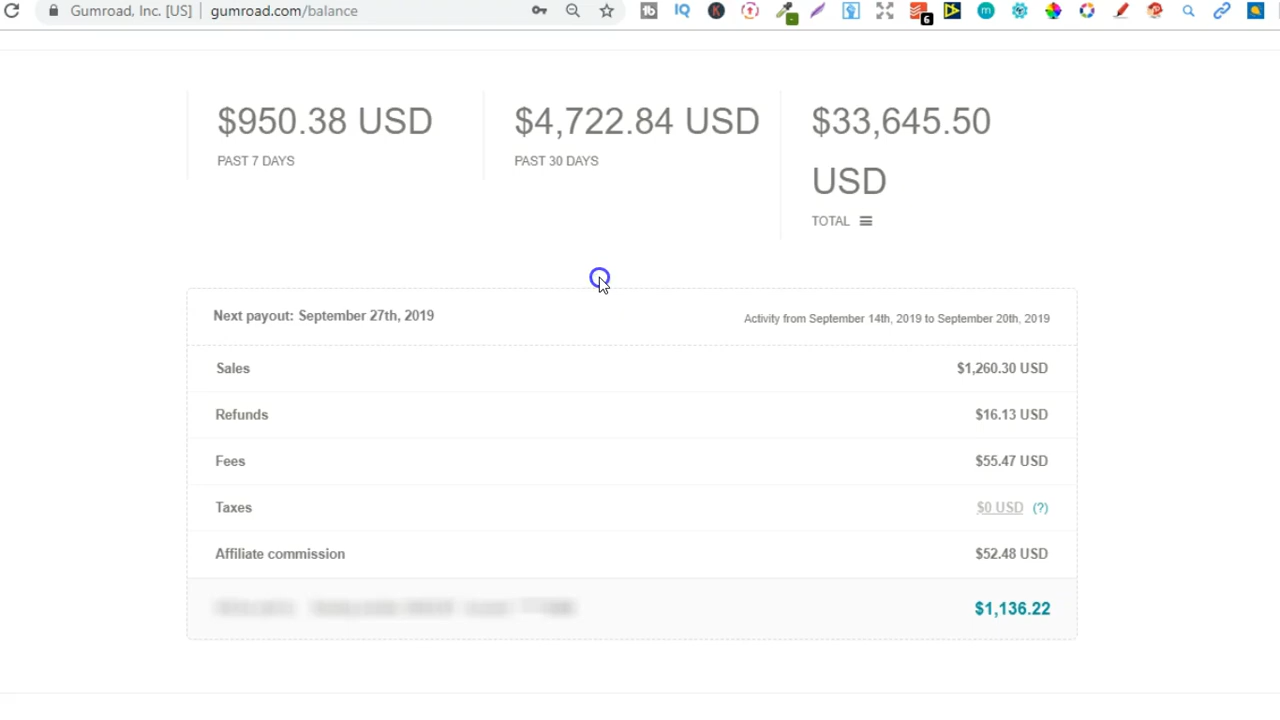 Gumroad, Inc. [US] | gumroad.com/balance
6
$950.38 USD
PAST 7 DAYS
$4,722.84 USD
PAST 30 DAYS
$33,645.50
USD
TOTAL
Next payout: September 27th, 2019
Activity from September 14th, 2019 to September 20th, 2019
Sales $1,260.30 USD
Refunds $16.13 USD
Fees $55.47 USD
Taxes $0 USD (?)
Affiliate commission $52.48 USD
$1,136.22